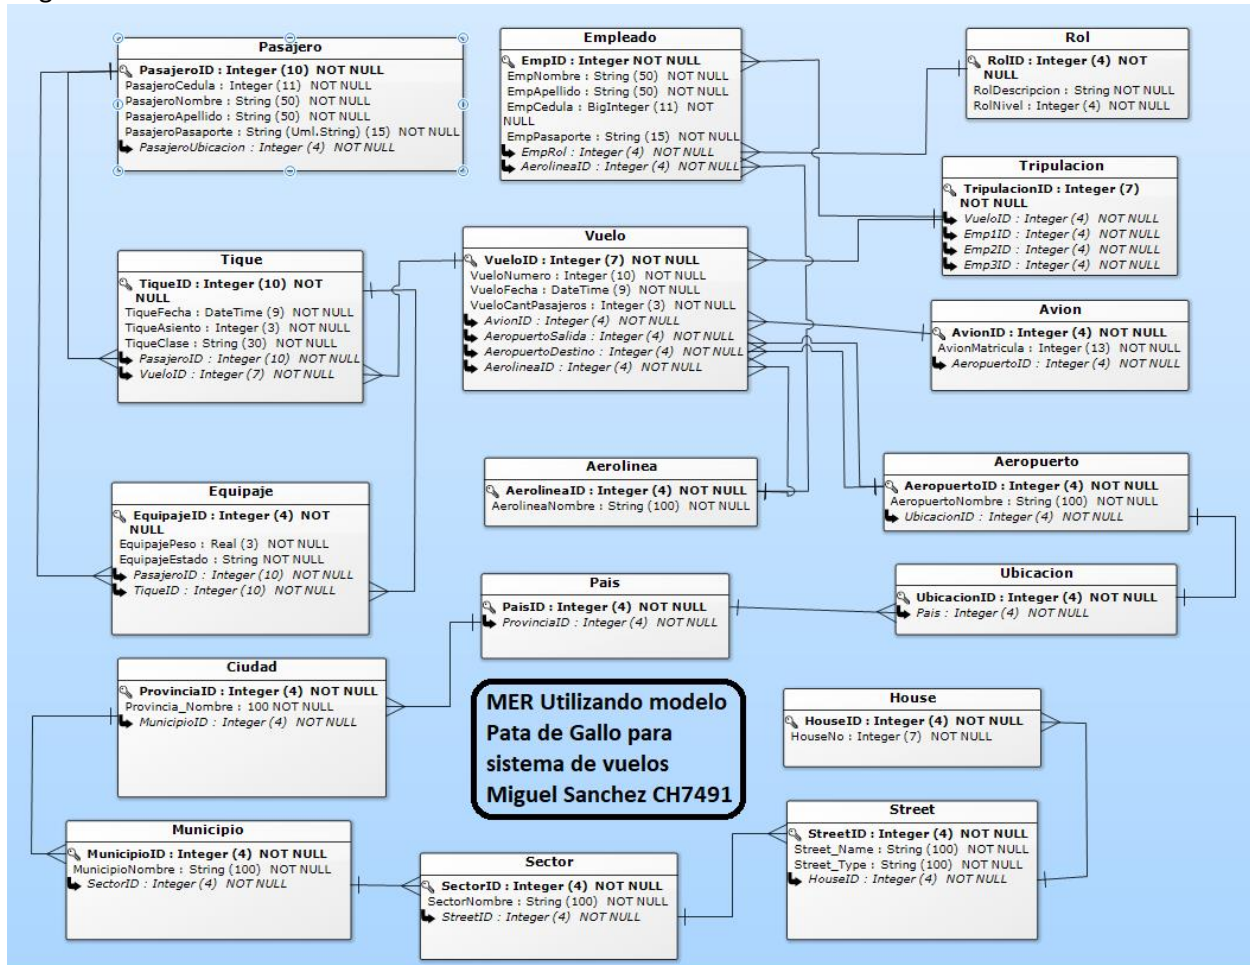 Pasajero
PasajeroID : Integer (10) NOT NULL
PasajeroCedula : Integer (11) NOT NULL
PasajeroNombre : String (50) NOT NULL
PasajeroApellido : String (50) NOT NULL
PasajeroPasaporte : String (Uml.String) (15) NOT NULL
PasajeroUbicacion : Integer (4) NOT NULL
Empleado
EmpID : Integer NOT NULL
EmpNombre : String (50) NOT NULL
EmpApellido : String (50) NOT NULL
EmpCedula : BigInteger (11) NOT
NULL
EmpPasaporte : String (15) NOT NULL
EmpRol : Integer (4) NOT NULL
AerolineaID : Integer (4) NOT NULL
Rol
RolID : Integer (4) NOT
NULL
RolDescripcion : String NOT NULL
RolNivel : Integer (4) NOT NULL
Tripulacion
TripulacionID : Integer (7)
NOT NULL
VueloID : Integer (4) NOT NULL
Emp1ID : Integer (4) NOT NULL
Emp2ID : Integer (4) NOT NULL
Emp3ID : Integer (4) NOT NULL
Tique
TiqueID : Integer (10) NOT
NULL
TiqueFecha : DateTime (9) NOT NULL
TiqueAsiento : Integer (3) NOT NULL
TiqueClase : String (30) NOT NULL
PasajeroID : Integer (10) NOT NULL
VueloID : Integer (7) NOT NULL
Vuelo
VueloID : Integer (7) NOT NULL
VueloNumero : Integer (10) NOT NULL
VueloFecha : DateTime (9) NOT NULL
VueloCantPasajeros : Integer (3) NOT NULL
AvionID : Integer (4) NOT NULL
AeropuertoSalida : Integer (4) NOT NULL
AeropuertoDestino : Integer (4) NOT NULL
AerolineaID : Integer (4) NOT NULL
Avion
AvionID : Integer (4) NOT NULL
AvionMatricula : Integer (13) NOT NULL
AeropuertoID : Integer (4) NOT NULL
Aerolinea
AerolineaID : Integer (4) NOT NULL
AerolineaNombre : String (100) NOT NULL
Aeropuerto
AeropuertoID : Integer (4) NOT NULL
AeropuertoNombre : String (100) NOT NULL
UbicacionID : Integer (4) NOT NULL
Equipaje
EquipajeID : Integer (4) NOT
NULL
EquipajePeso : Real (3) NOT NULL
EquipajeEstado : String NOT NULL
PasajeroID : Integer (10) NOT NULL
TiqueID : Integer (10) NOT NULL
Pais
PaisID : Integer (4) NOT NULL
ProvinciaID : Integer (4) NOT NULL
Ubicacion
UbicacionID : Integer (4) NOT NULL
Pais : Integer (4) NOT NULL
Ciudad
ProvinciaID : Integer (4) NOT NULL
Provincia_Nombre : 100 NOT NULL
MunicipioID : Integer (4) NOT NULL
MER Utilizando modelo
Pata de Gallo para
sistema de vuelos
Miguel Sanchez CH7491
House
HouseID : Integer (4) NOT NULL
HouseNo : Integer (7) NOT NULL
Municipio
MunicipioID : Integer (4) NOT NULL
MunicipioNombre : String (100) NOT NULL
SectorID : Integer (4) NOT NULL
Sector
SectorID : Integer (4) NOT NULL
SectorNombre : String (100) NOT NULL
StreetID : Integer (4) NOT NULL
Street
StreetID : Integer (4) NOT NULL
Street_Name : String (100) NOT NULL
Street_Type : String (100) NOT NULL
HouseID : Integer (4) NOT NULL